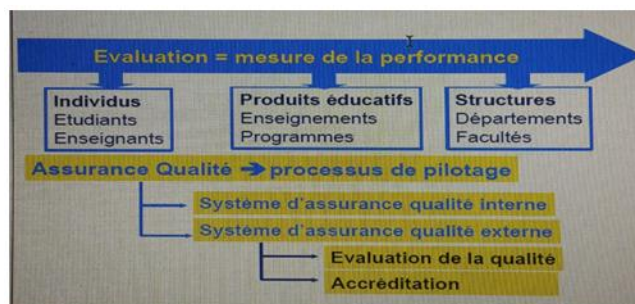 Evaluation = mesure de la performance
Individus
Etudiants
Enseignants
Produits éducatifs
Enseignements
Programmes
Structures
Départements
Facultés
Assurance Qualité ➔ processus de pilotage
Système d'assurance qualité interne
Système d'assurance qualité externe
Evaluation de la qualité
Accréditation